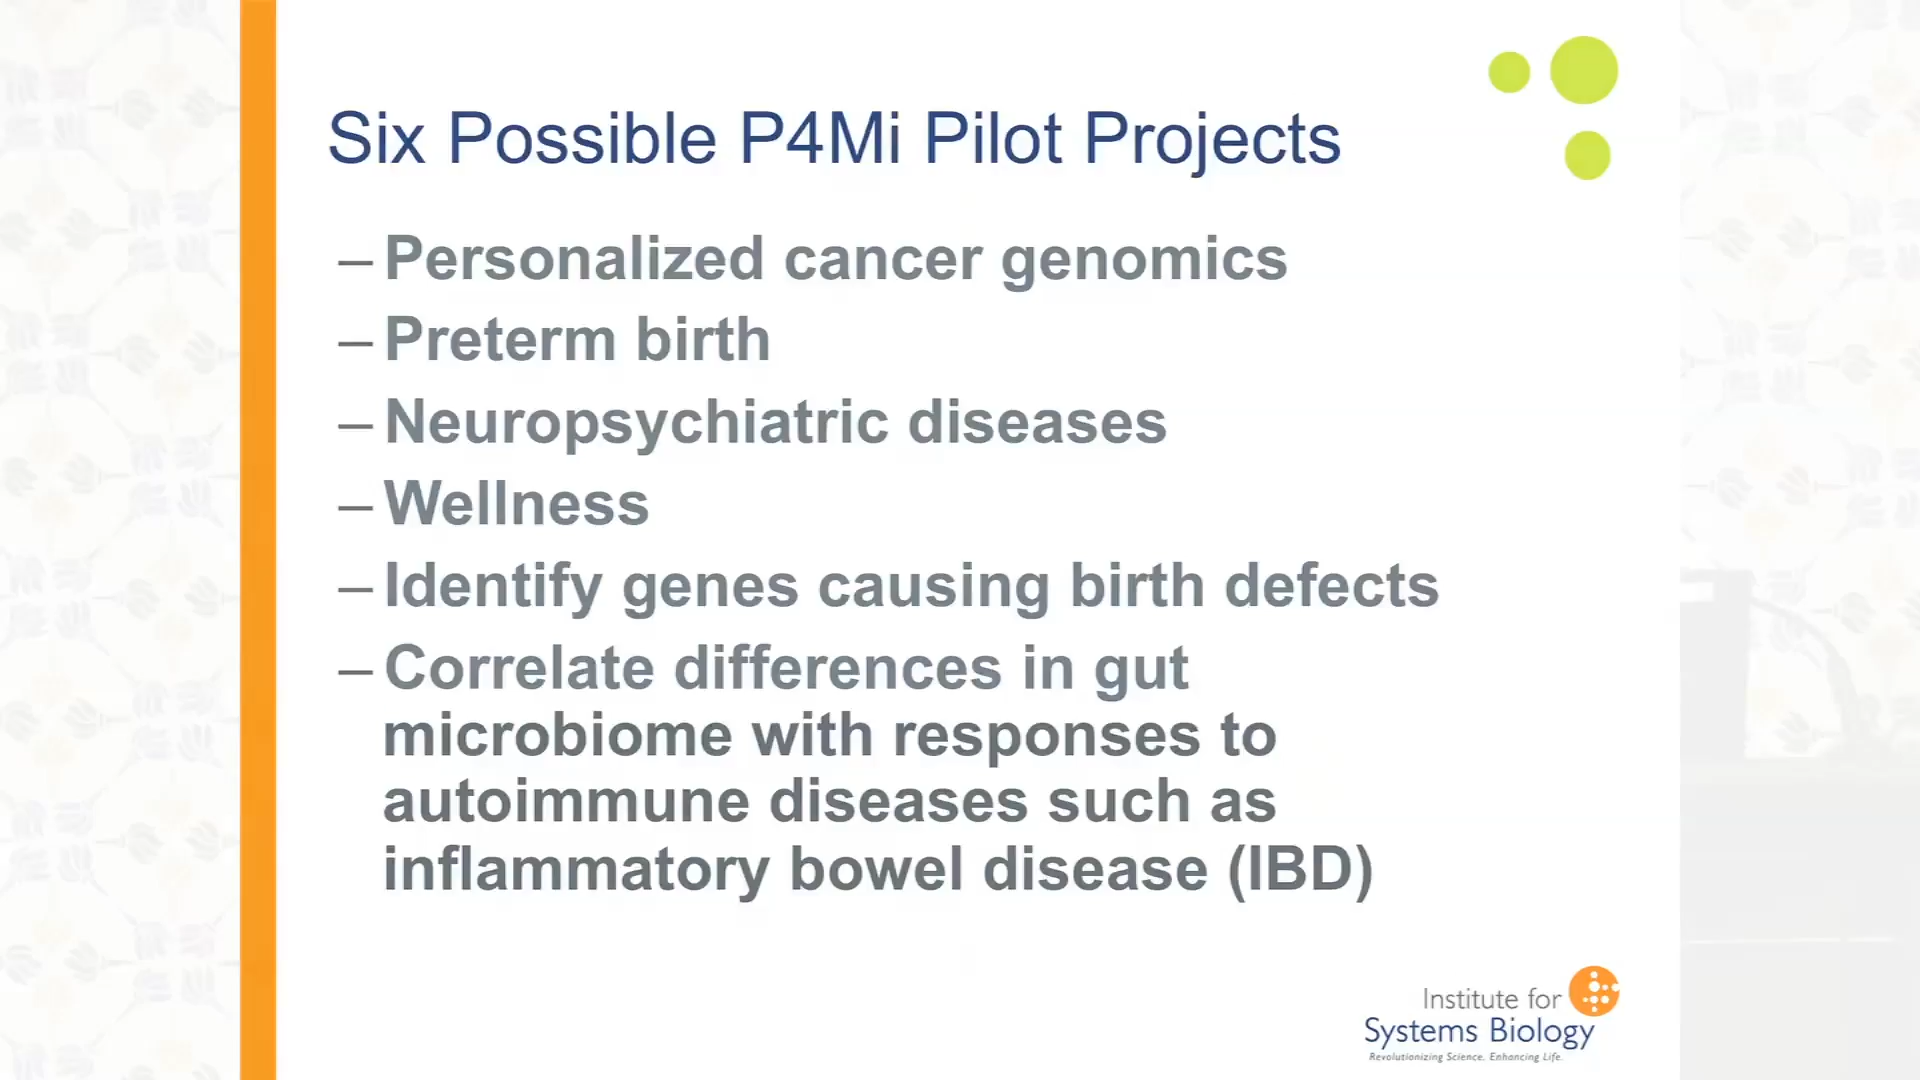 Six Possible P4Mi Pilot Projects
– Personalized cancer genomics
– Preterm birth
– Neuropsychiatric diseases
– Wellness
– Identify genes causing birth defects
– Correlate differences in gut
microbiome with responses to
autoimmune diseases such as
inflammatory bowel disease (IBD)
Institute for
Systems Biology
Revolutionizing Science. Enhancing Life.